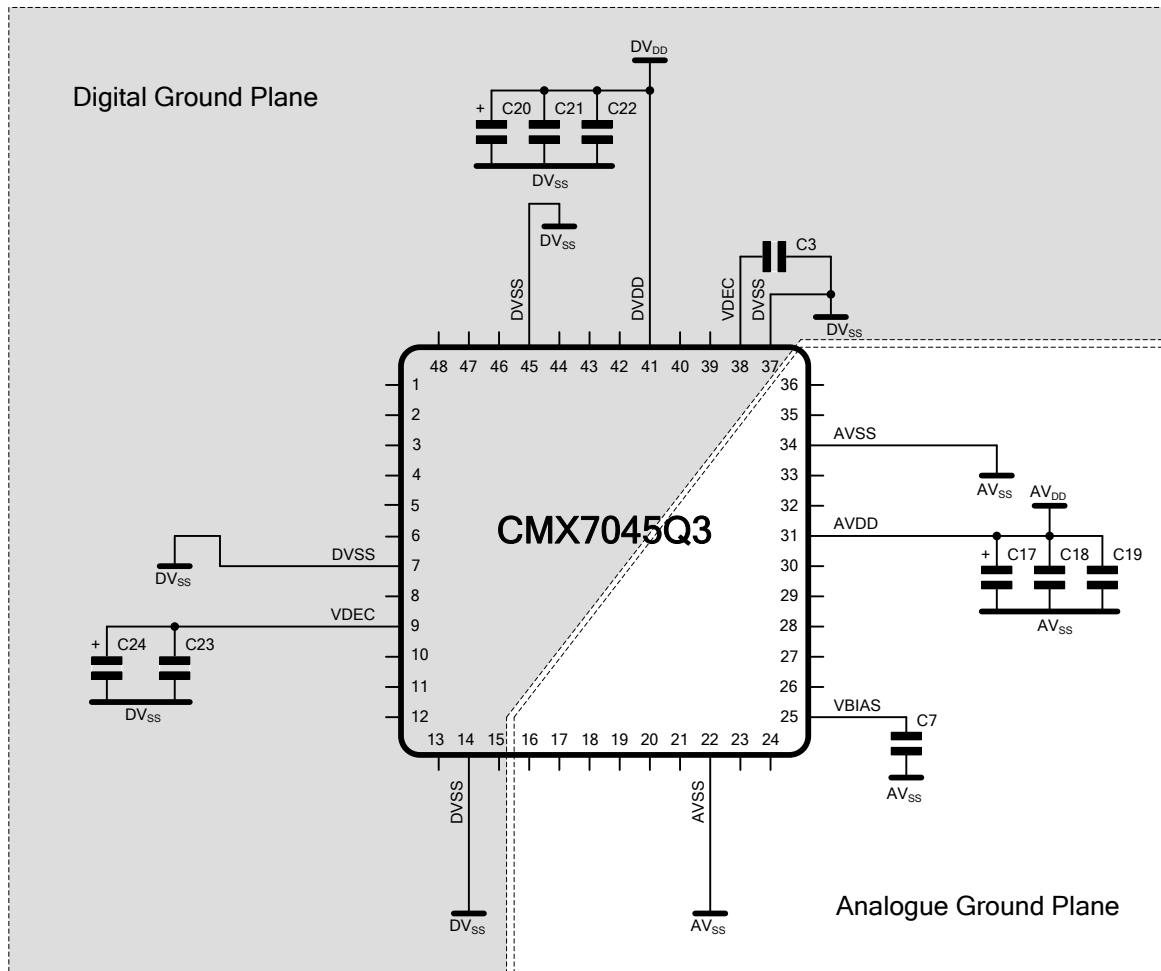 DVDD
Digital Ground Plane
+ C20 C21 C22
DVSS
DVSS
C3
DVSS
DVDD
VDEC
DVSS
DVSS
48 47 46 45 44 43 42 41 40 39 38 37
1
2
3
4
5
6
7
8
9
10
11
12
36
35
34
33
32
31
30
29
28
27
26
25
13 14 15 16 17 18 19 20 21 22 23 24
CMX7045Q3
AVSS
AVSS
AVDD
AVDD
+ C17 C18 C19
AVSS
VBIAS
C7
AVSS
DVSS
DVSS
VDEC
+ C24 C23
DVSS
DVSS
AVSS
DVSS
AVSS
Analogue Ground Plane